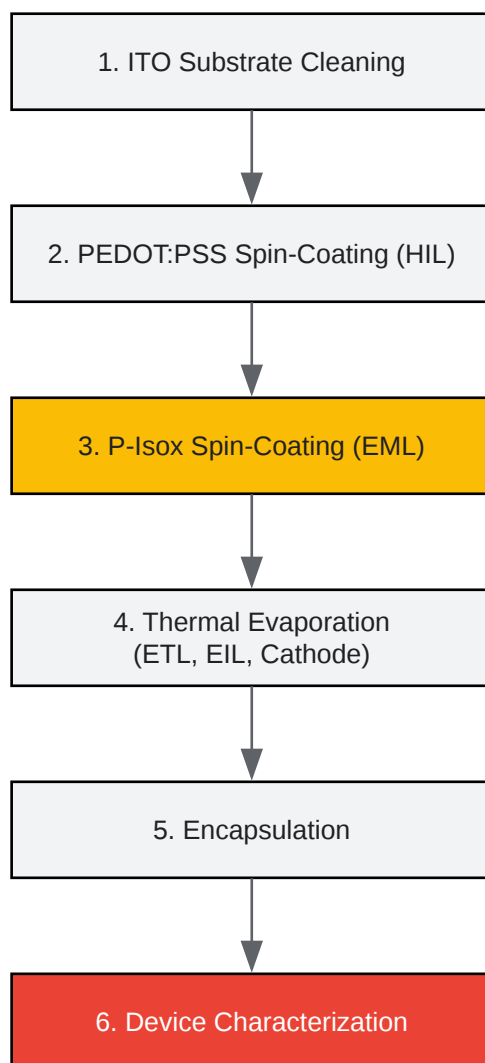 1. ITO Substrate Cleaning
2. PEDOT:PSS Spin-Coating (HIL)
3. P-Isox Spin-Coating (EML)
4. Thermal Evaporation
(ETL, EIL, Cathode)
5. Encapsulation
6. Device Characterization